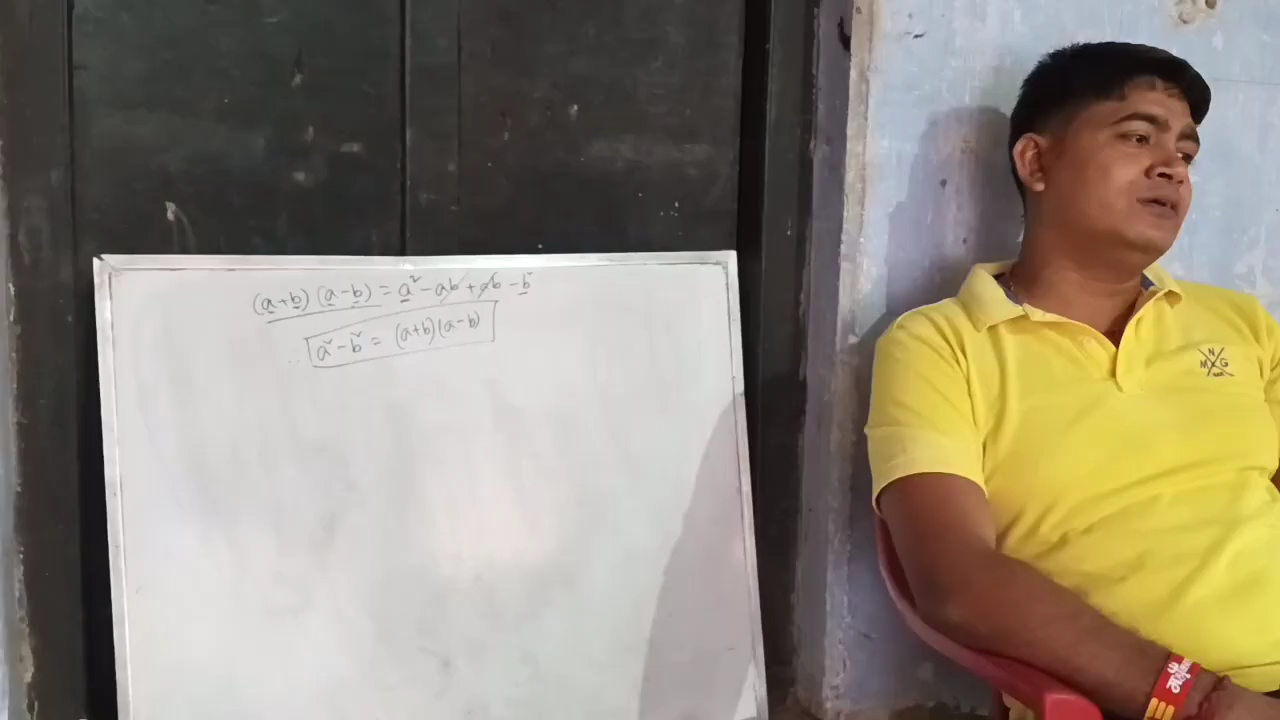 (a+b) (a-b) = a² - ab + ab - b²
a² - b² = (a+b)(a-b)
M N G